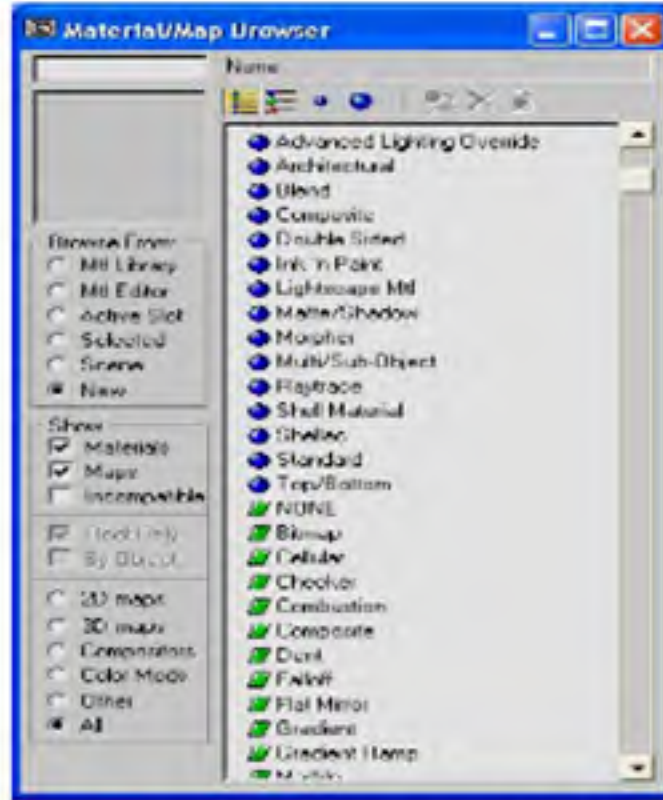 Material/Map Browser
Name
Browse From:
Mtl Library
Mtl Editor
Active Slot
Selected
Scene
New
Show
Materials
Maps
Incompatible
Root Only
By Object
2D maps
3D maps
Compositors
Color Mods
Other
All
Advanced Lighting Override
Architectural
Blend
Composite
Double Sided
Ink 'n Paint
Lightscape Mtl
Matte/Shadow
Morpher
Multi/Sub-Object
Raytrace
Shell Material
Shellac
Standard
Top/Bottom
NONE
Bitmap
Cellular
Checker
Combustion
Composite
Dent
Falloff
Flat Mirror
Gradient
Gradient Ramp